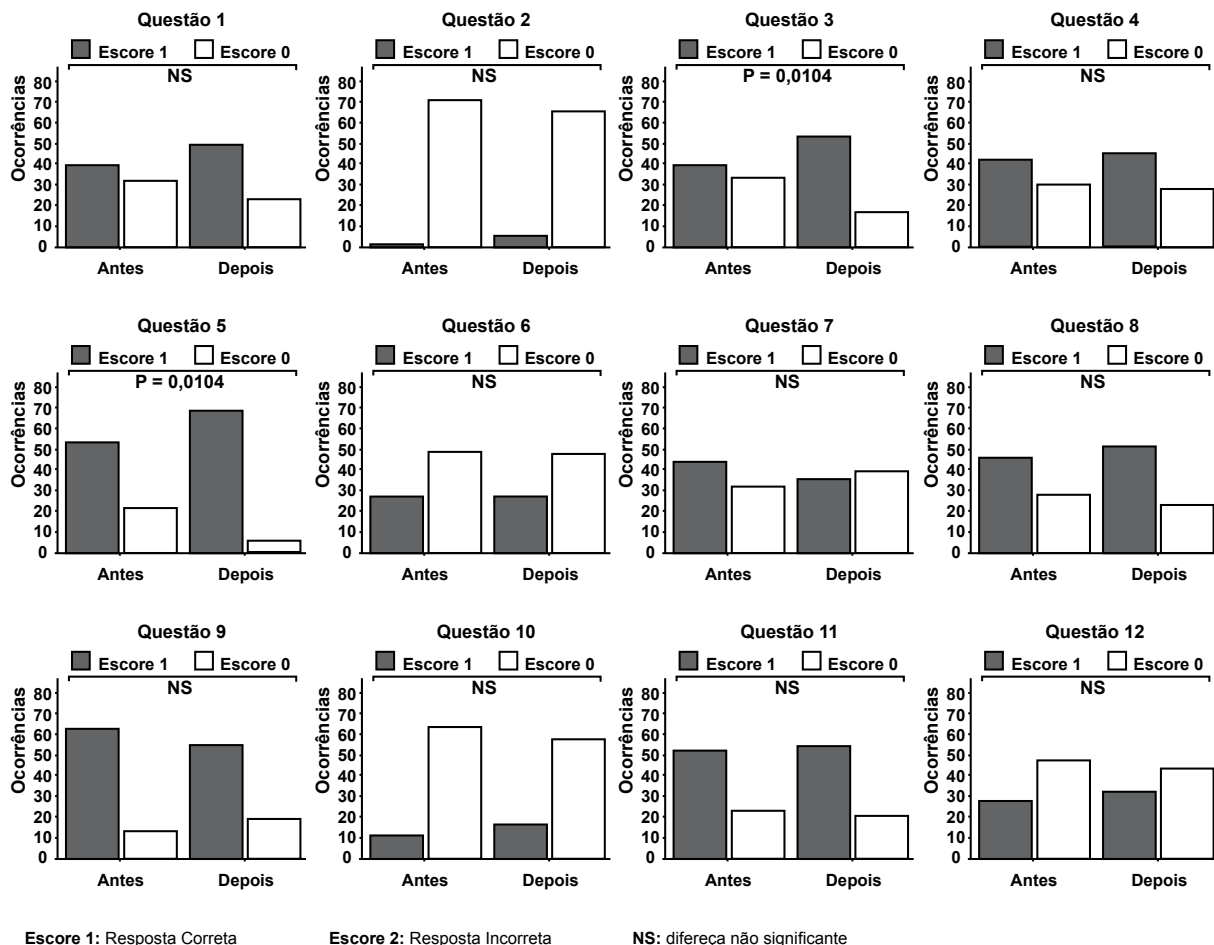 Questão 1
Escore 1 Escore 0
NS
Ocorrências
80
70
60
50
40
30
20
10
0
Antes Depois
Questão 2
Escore 1 Escore 0
NS
Ocorrências
80
70
60
50
40
30
20
10
0
Antes Depois
Questão 3
Escore 1 Escore 0
P = 0,0104
Ocorrências
80
70
60
50
40
30
20
10
0
Antes Depois
Questão 4
Escore 1 Escore 0
NS
Ocorrências
80
70
60
50
40
30
20
10
0
Antes Depois
Questão 5
Escore 1 Escore 0
P = 0,0104
Ocorrências
80
70
60
50
40
30
20
10
0
Antes Depois
Questão 6
Escore 1 Escore 0
NS
Ocorrências
80
70
60
50
40
30
20
10
0
Antes Depois
Questão 7
Escore 1 Escore 0
NS
Ocorrências
80
70
60
50
40
30
20
10
0
Antes Depois
Questão 8
Escore 1 Escore 0
NS
Ocorrências
80
70
60
50
40
30
20
10
0
Antes Depois
Questão 9
Escore 1 Escore 0
NS
Ocorrências
80
70
60
50
40
30
20
10
0
Antes Depois
Questão 10
Escore 1 Escore 0
NS
Ocorrências
80
70
60
50
40
30
20
10
0
Antes Depois
Questão 11
Escore 1 Escore 0
NS
Ocorrências
80
70
60
50
40
30
20
10
0
Antes Depois
Questão 12
Escore 1 Escore 0
NS
Ocorrências
80
70
60
50
40
30
20
10
0
Antes Depois
Escore 1: Resposta Correta Escore 2: Resposta Incorreta NS: difereça não significante